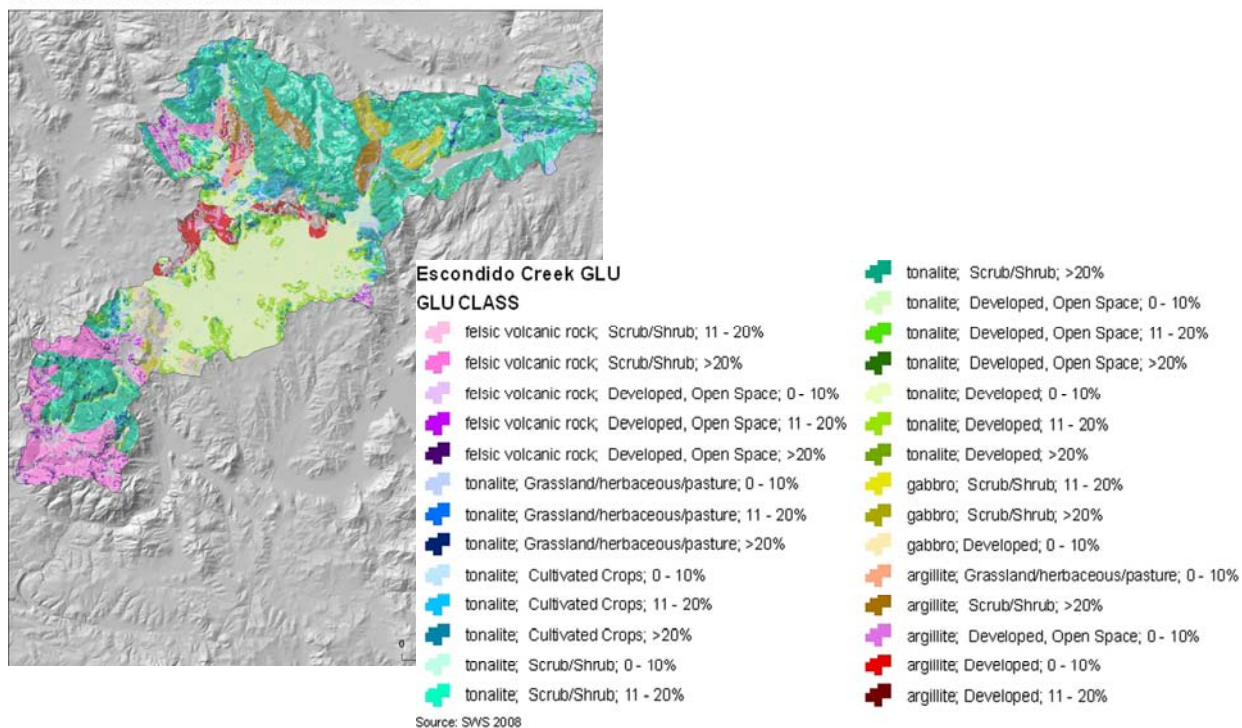 Escondido Creek GLU
GLU CLASS
felsic volcanic rock; Scrub/Shrub; 11 - 20%
felsic volcanic rock; Scrub/Shrub; >20%
felsic volcanic rock; Developed, Open Space; 0 - 10%
felsic volcanic rock; Developed, Open Space; 11 - 20%
felsic volcanic rock; Developed, Open Space; >20%
tonalite; Grassland/herbaceous/pasture; 0 - 10%
tonalite; Grassland/herbaceous/pasture; 11 - 20%
tonalite; Grassland/herbaceous/pasture; >20%
tonalite; Cultivated Crops; 0 - 10%
tonalite; Cultivated Crops; 11 - 20%
tonalite; Cultivated Crops; >20%
tonalite; Scrub/Shrub; 0 - 10%
tonalite; Scrub/Shrub; 11 - 20%
tonalite; Scrub/Shrub; >20%
tonalite; Developed, Open Space; 0 - 10%
tonalite; Developed, Open Space; 11 - 20%
tonalite; Developed, Open Space; >20%
tonalite; Developed; 0 - 10%
tonalite; Developed; 11 - 20%
tonalite; Developed; >20%
gabbro; Scrub/Shrub; 11 - 20%
gabbro; Scrub/Shrub; >20%
gabbro; Developed; 0 - 10%
argillite; Grassland/herbaceous/pasture; 0 - 10%
argillite; Scrub/Shrub; >20%
argillite; Developed, Open Space; 0 - 10%
argillite; Developed; 0 - 10%
argillite; Developed; 11 - 20%
0
Source: SWS 2008